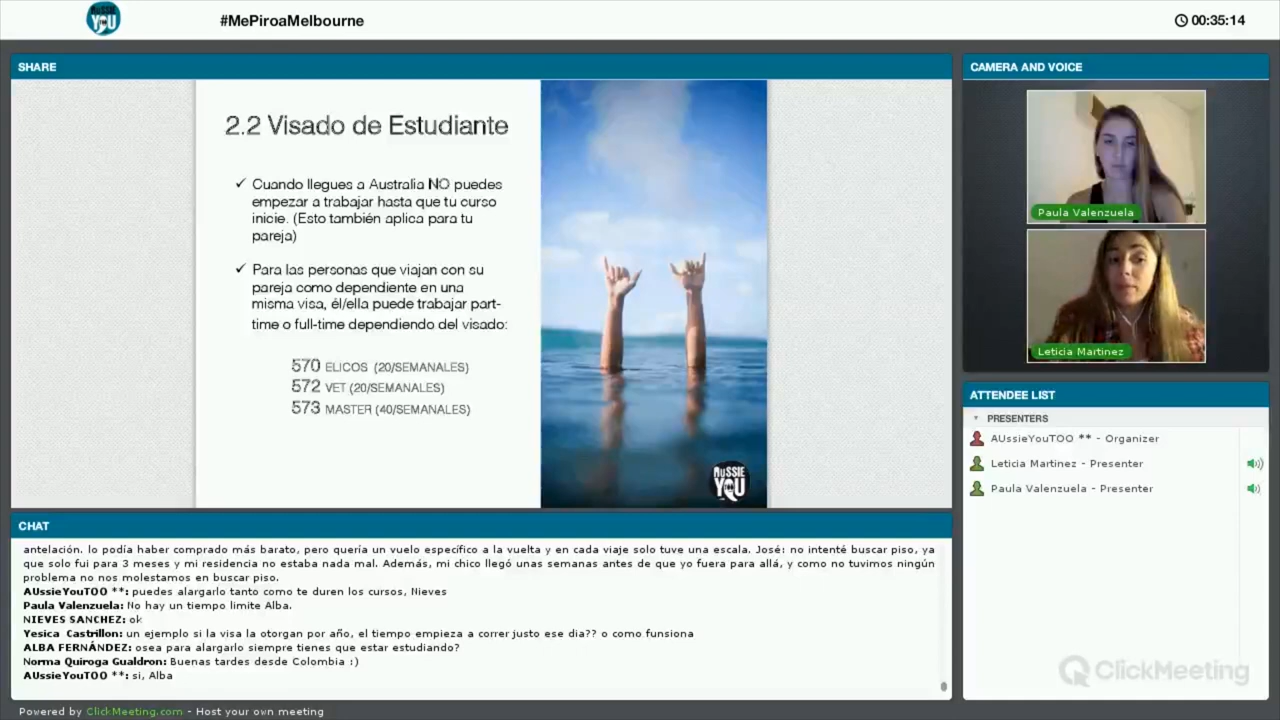 AUSSIE
YOU
#MePiroaMelbourne
00:35:14
SHARE
2.2 Visado de Estudiante
✓ Cuando llegues a Australia NO puedes
empezar a trabajar hasta que tu curso
inicie. (Esto también aplica para tu
pareja)
✓ Para las personas que viajan con su
pareja como dependiente en una
misma visa, él/ella puede trabajar part-
time o full-time dependiendo del visado:
570 ELICOS (20/SEMANALES)
572 VET (20/SEMANALES)
573 MASTER (40/SEMANALES)
AUSSIE
YOU
CAMERA AND VOICE
Paula Valenzuela
Leticia Martinez
ATTENDEE LIST
PRESENTERS
AUssieYouTOO ** - Organizer
Leticia Martinez - Presenter
Paula Valenzuela - Presenter
CHAT
antelación. lo podía haber comprado más barato, pero quería un vuelo específico a la vuelta y en cada viaje solo tuve una escala. José: no intenté buscar piso, ya
que solo fui para 3 meses y mi residencia no estaba nada mal. Además, mi chico llegó unas semanas antes de que yo fuera para allá, y como no tuvimos ningún
problema no nos molestamos en buscar piso.
AUssieYouTOO **: puedes alargarlo tanto como te duren los cursos, Nieves
Paula Valenzuela: No hay un tiempo limite Alba.
NIEVES SANCHEZ: ok
Yesica Castrillon: un ejemplo si la visa la otorgan por año, el tiempo empieza a correr justo ese dia?? o como funsiona
ALBA FERNÁNDEZ: osea para alargarlo siempre tienes que estar estudiando?
Norma Quiroga Gualdron: Buenas tardes desde Colombia :)
AUssieYouTOO **: si, Alba
ClickMeeting
Powered by ClickMeeting.com - Host your own meeting